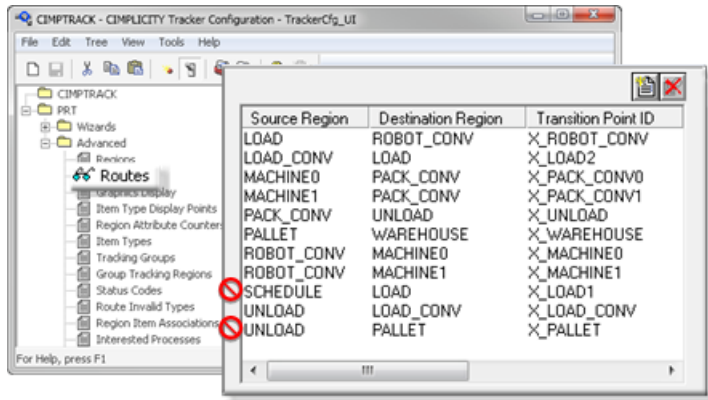 CIMPTRACK - CIMPLICITY Tracker Configuration - TrackerCfg_UI
File Edit Tree View Tools Help
CIMPTRACK
PRT
Wizards
Advanced
Regions
Routes
Graphics Display
Item Type Display Points
Region Attribute Counters
Item Types
Tracking Groups
Group Tracking Regions
Status Codes
Route Invalid Types
Region Item Associations
Interested Processes
For Help, press F1
Source Region Destination Region Transition Point ID
LOAD ROBOT_CONV X_ROBOT_CONV
LOAD_CONV LOAD X_LOAD2
MACHINE0 PACK_CONV X_PACK_CONV0
MACHINE1 PACK_CONV X_PACK_CONV1
PACK_CONV UNLOAD X_UNLOAD
PALLET WAREHOUSE X_WAREHOUSE
ROBOT_CONV MACHINE0 X_MACHINE0
ROBOT_CONV MACHINE1 X_MACHINE1
SCHEDULE LOAD X_LOAD1
UNLOAD LOAD_CONV X_LOAD_CONV
UNLOAD PALLET X_PALLET